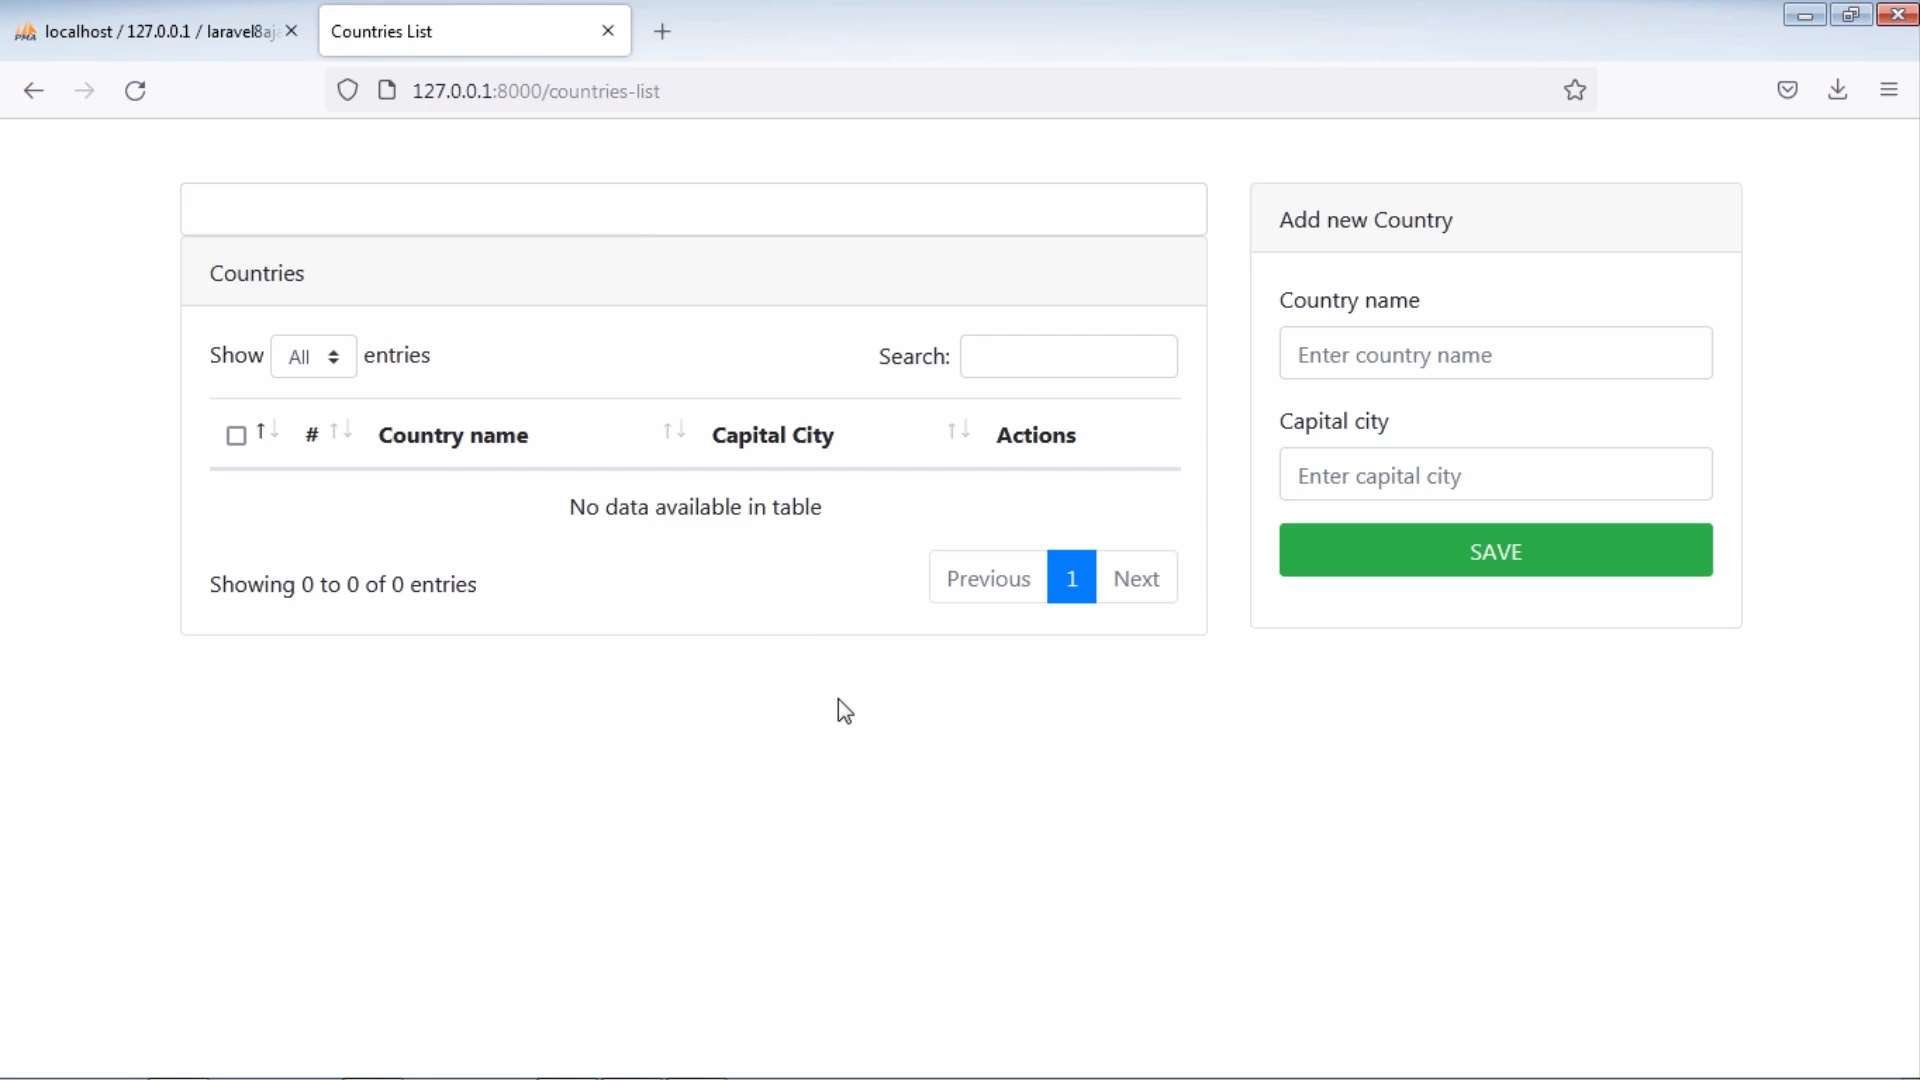 localhost / 127.0.0.1 / laravel8aj
Countries List
127.0.0.1:8000/countries-list
Countries
Show All entries
Search:
# Country name Capital City Actions
No data available in table
Showing 0 to 0 of 0 entries
Previous 1 Next
Add new Country
Country name
Enter country name
Capital city
Enter capital city
SAVE